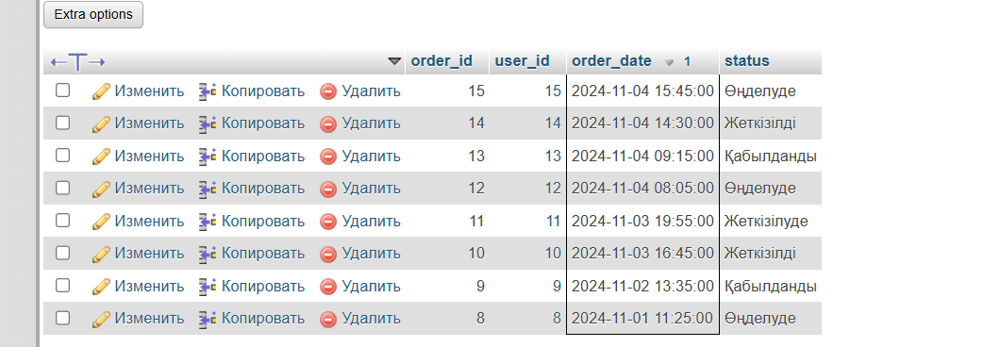 Extra options
order_id user_id order_date 1 status
Изменить Копировать Удалить 15 15 2024-11-04 15:45:00 Өңделуде
Изменить Копировать Удалить 14 14 2024-11-04 14:30:00 Жеткізілді
Изменить Копировать Удалить 13 13 2024-11-04 09:15:00 Қабылданды
Изменить Копировать Удалить 12 12 2024-11-04 08:05:00 Өңделуде
Изменить Копировать Удалить 11 11 2024-11-03 19:55:00 Жеткізілуде
Изменить Копировать Удалить 10 10 2024-11-03 16:45:00 Жеткізілді
Изменить Копировать Удалить 9 9 2024-11-02 13:35:00 Қабылданды
Изменить Копировать Удалить 8 8 2024-11-01 11:25:00 Өңделуде